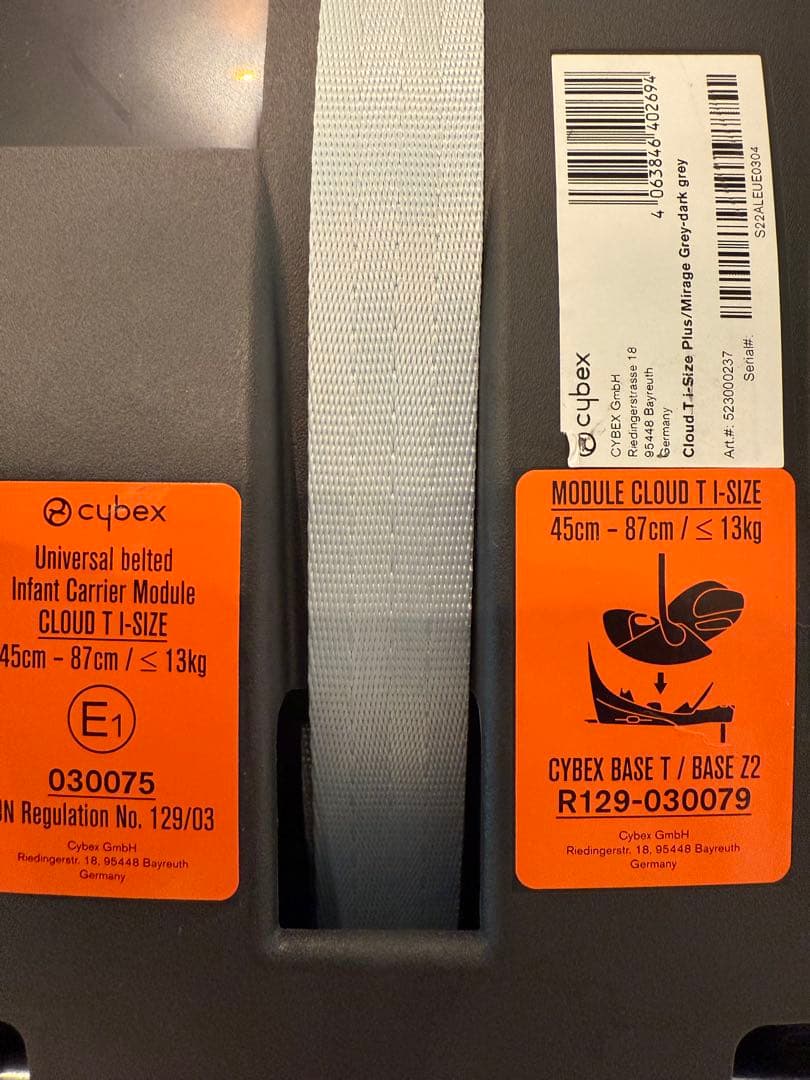 cybex
Universal belted
Infant Carrier Module
CLOUD T I-SIZE
45cm – 87cm / ≤ 13kg
E1
030075
UN Regulation No. 129/03
Cybex GmbH
Riedingerstr. 18, 95448 Bayreuth
Germany
cybex
CYBEX GmbH
Riedingerstrasse 18
95448 Bayreuth
Germany
Cloud T i-Size Plus/Mirage Grey-dark grey
Art.#: 523000237
Serial#:
4 063846 402694
S22ALEUE0304
MODULE CLOUD T I-SIZE
45cm – 87cm / ≤ 13kg
CYBEX BASE T / BASE Z2
R129-030079
Cybex GmbH
Riedingerstr. 18, 95448 Bayreuth
Germany